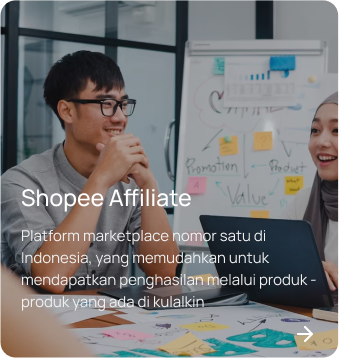 Promotion
Product
Value
Shopee Affiliate
Platform marketplace nomor satu di
Indonesia, yang memudahkan untuk
mendapatkan penghasilan melalui produk -
produk yang ada di kulalkin